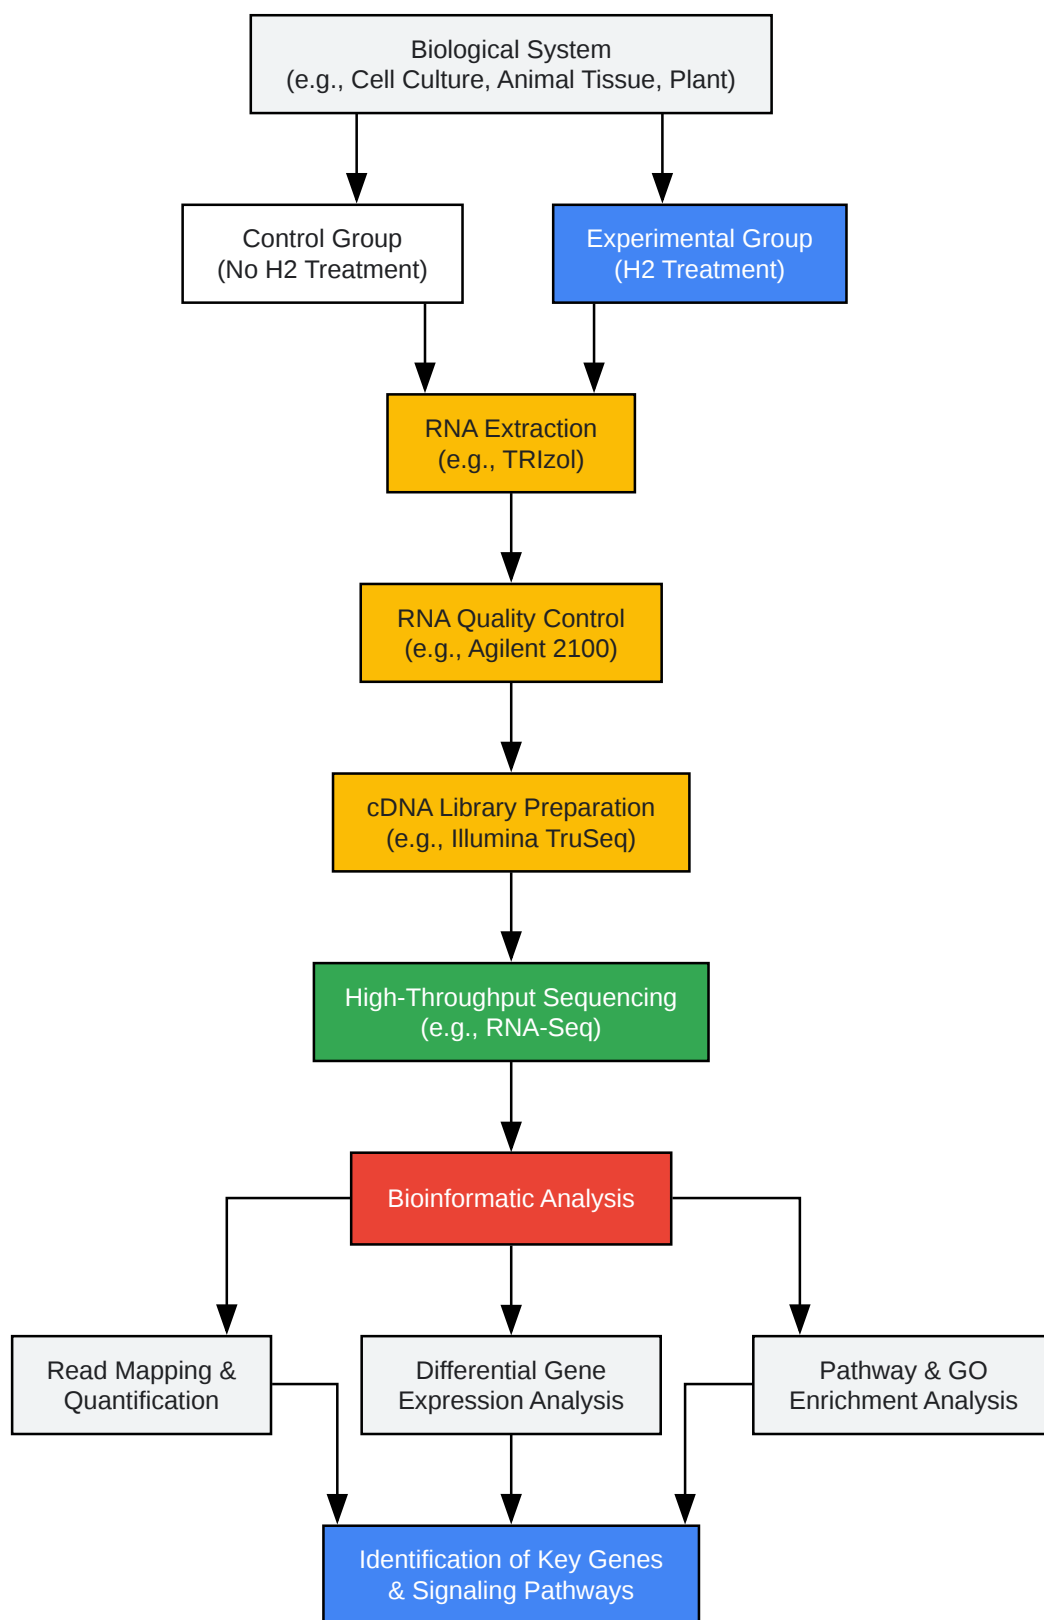 Biological System
(e.g., Cell Culture, Animal Tissue, Plant)
Control Group
(No H2 Treatment)
Experimental Group
(H2 Treatment)
RNA Extraction
(e.g., TRIzol)
RNA Quality Control
(e.g., Agilent 2100)
cDNA Library Preparation
(e.g., Illumina TruSeq)
High-Throughput Sequencing
(e.g., RNA-Seq)
Bioinformatic Analysis
Read Mapping &
Quantification
Differential Gene
Expression Analysis
Pathway & GO
Enrichment Analysis
Identification of Key Genes
& Signaling Pathways